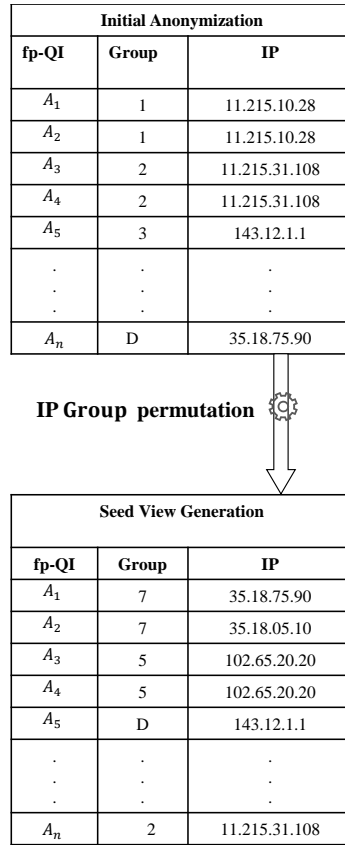 Initial Anonymization
fp-QI Group IP
A₁ 1 11.215.10.28
A₂ 1 11.215.10.28
A₃ 2 11.215.31.108
A₄ 2 11.215.31.108
A₅ 3 143.12.1.1
. . .
. . .
. . .
Aₙ D 35.18.75.90
IP Group permutation
Seed View Generation
fp-QI Group IP
A₁ 7 35.18.75.90
A₂ 7 35.18.05.10
A₃ 5 102.65.20.20
A₄ 5 102.65.20.20
A₅ D 143.12.1.1
. . .
. . .
. . .
Aₙ 2 11.215.31.108